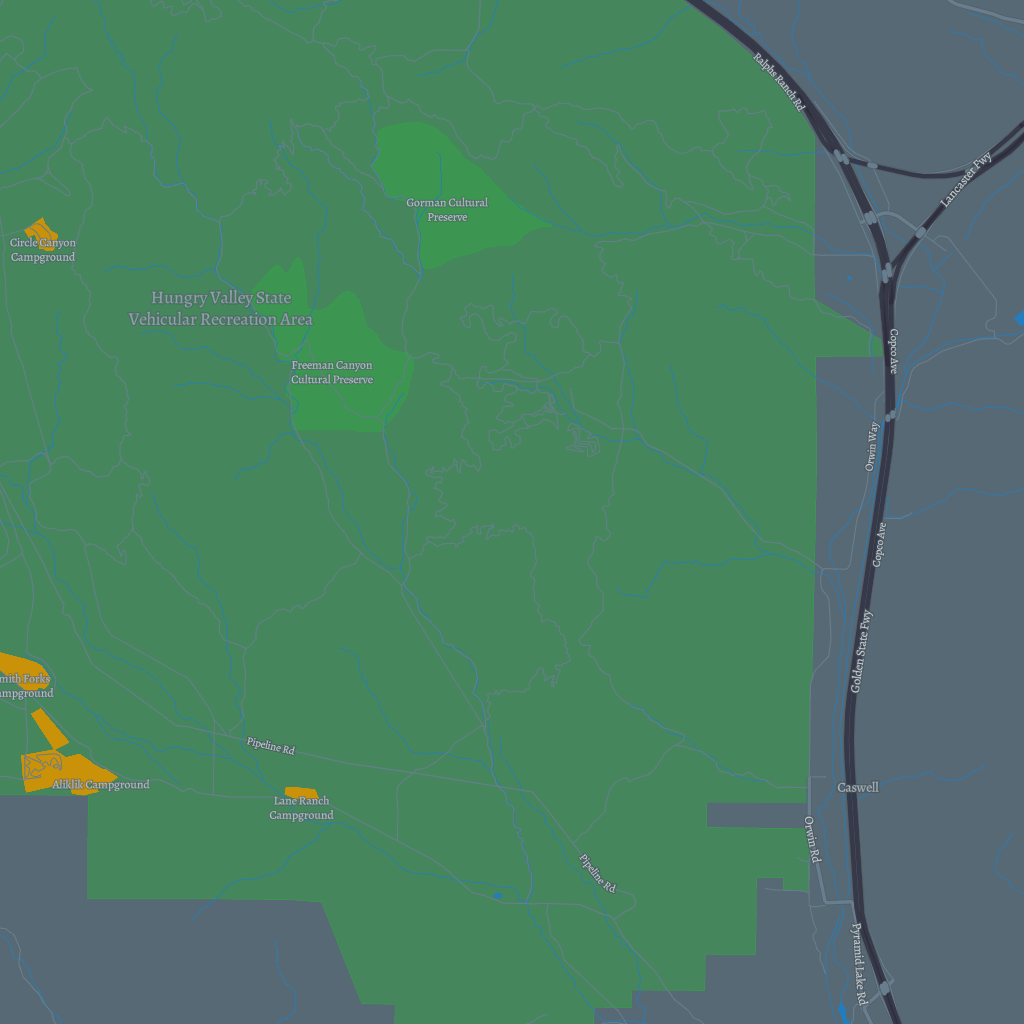 Ralphs Ranch Rd
Lancaster Fwy
Gorman Cultural
Preserve
Circle Canyon
Campground
Hungry Valley State
Vehicular Recreation Area
Copco Ave
Freeman Canyon
Cultural Preserve
Orwin Way
Copco Ave
Golden State Fwy
mith Forks
ampground
Pipeline Rd
Aliklik Campground
Caswell
Lane Ranch
Campground
Orwin Rd
Pipeline Rd
Pyramid Lake Rd